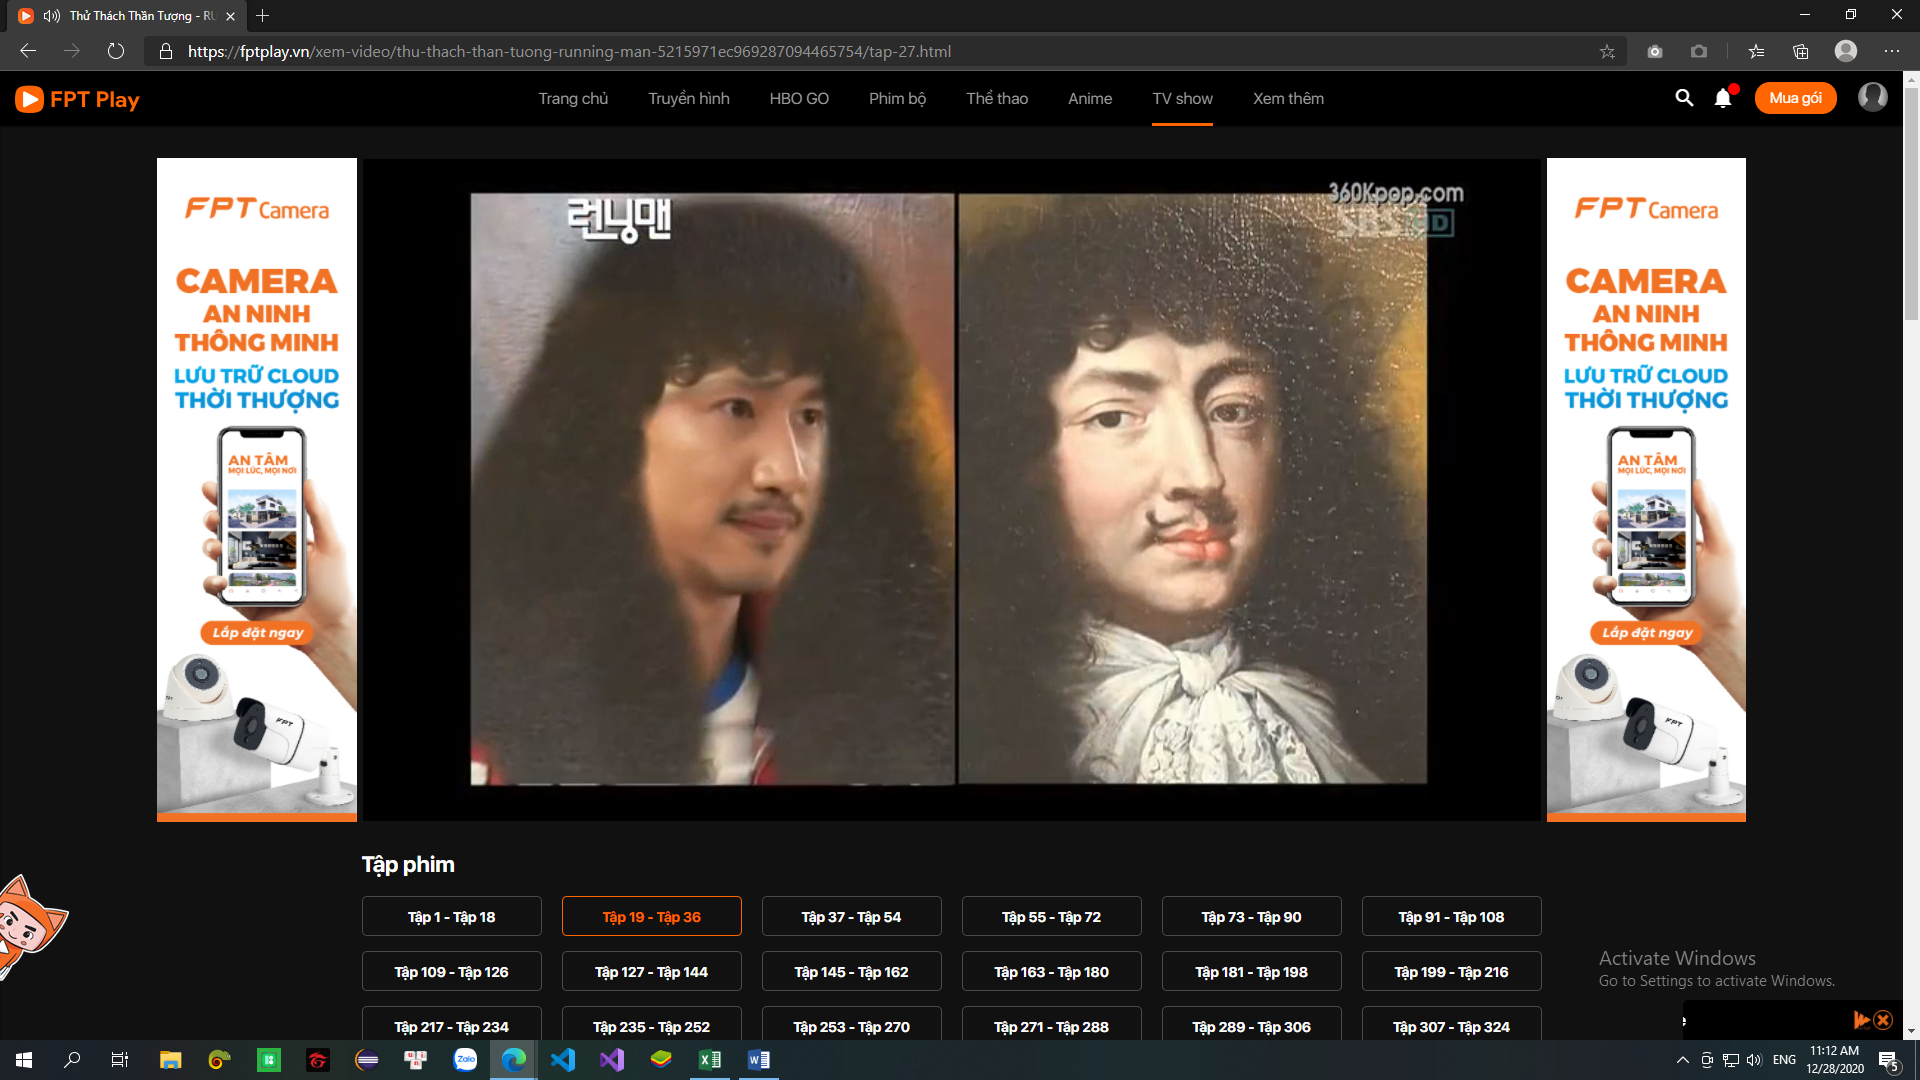 Thử Thách Thần Tượng - RU
https://fptplay.vn/xem-video/thu-thach-than-tuong-running-man-5215971ec969287094465754/tap-27.html
FPT Play
Trang chủ
Truyền hình
HBO GO
Phim bộ
Thể thao
Anime
TV show
Xem thêm
Mua gói
FPT Camera
CAMERA
AN NINH
THÔNG MINH
LƯU TRỮ CLOUD
THỜI THƯỢNG
AN TÂM
MỌI LÚC, MỌI NƠI
Lắp đặt ngay
FPT
런닝맨
360Kpop.com
SBS HD
FPT Camera
CAMERA
AN NINH
THÔNG MINH
LƯU TRỮ CLOUD
THỜI THƯỢNG
AN TÂM
MỌI LÚC, MỌI NƠI
Lắp đặt ngay
FPT
Tập phim
Tập 1 - Tập 18
Tập 19 - Tập 36
Tập 37 - Tập 54
Tập 55 - Tập 72
Tập 73 - Tập 90
Tập 91 - Tập 108
Tập 109 - Tập 126
Tập 127 - Tập 144
Tập 145 - Tập 162
Tập 163 - Tập 180
Tập 181 - Tập 198
Tập 199 - Tập 216
Tập 217 - Tập 234
Tập 235 - Tập 252
Tập 253 - Tập 270
Tập 271 - Tập 288
Tập 289 - Tập 306
Tập 307 - Tập 324
Activate Windows
Go to Settings to activate Windows.
Zalo
ENG
11:12 AM
12/28/2020
5